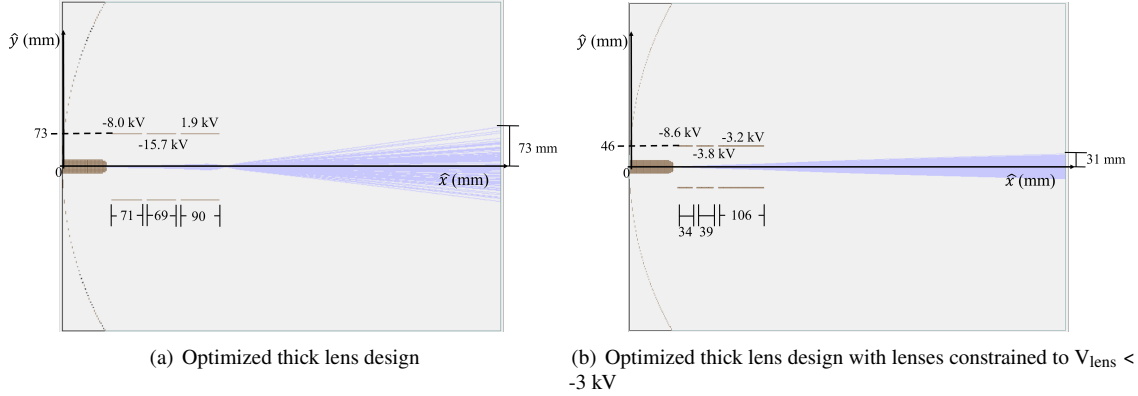 ŷ (mm)
-8.0 kV
1.9 kV
-15.7 kV
73
73 mm
0
x̂ (mm)
71
69
90
(a) Optimized thick lens design
ŷ (mm)
-8.6 kV
-3.2 kV
46
-3.8 kV
31 mm
0
x̂ (mm)
106
34
39
(b) Optimized thick lens design with lenses constrained to Vlens <
-3 kV